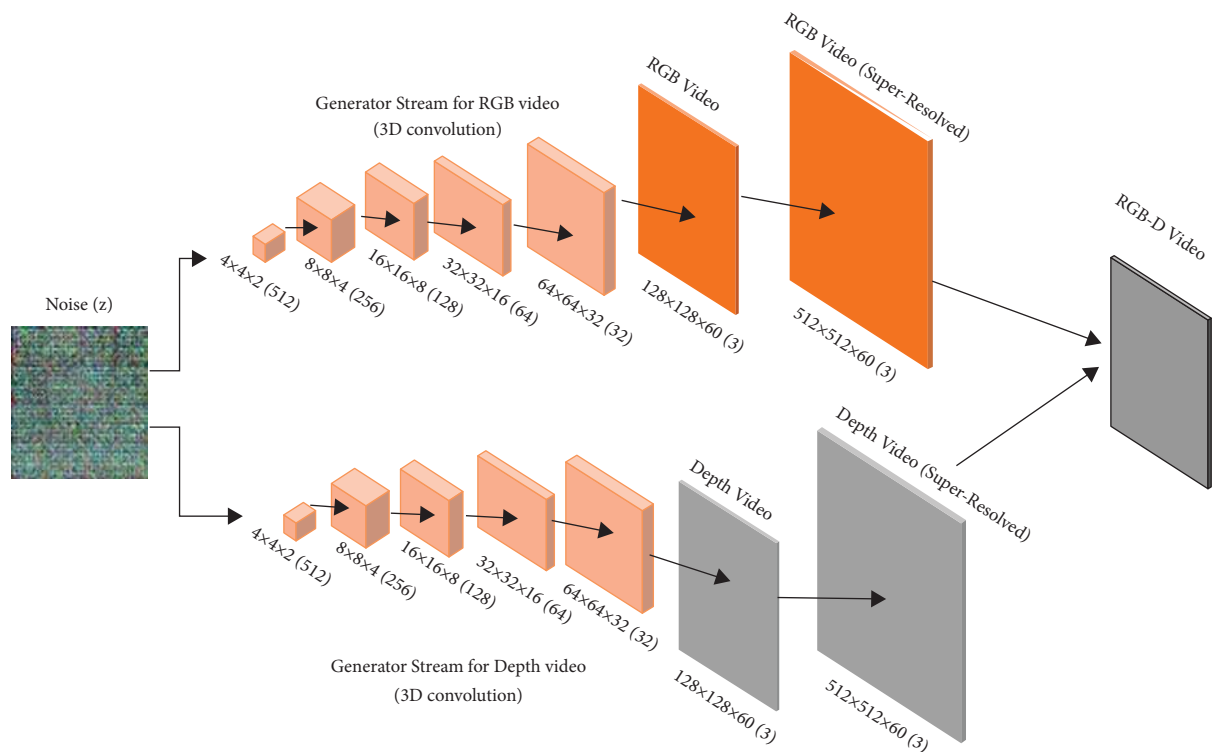 Noise (z)
Generator Stream for RGB video
(3D convolution)
4×4×2 (512)
8×8×4 (256)
16×16×8 (128)
32×32×16 (64)
64×64×32 (32)
RGB Video
128×128×60 (3)
RGB Video (Super-Resolved)
512×512×60 (3)
RGB-D Video
4×4×2 (512)
8×8×4 (256)
16×16×8 (128)
32×32×16 (64)
64×64×32 (32)
Depth Video
128×128×60 (3)
Depth Video (Super-Resolved)
512×512×60 (3)
Generator Stream for Depth video
(3D convolution)